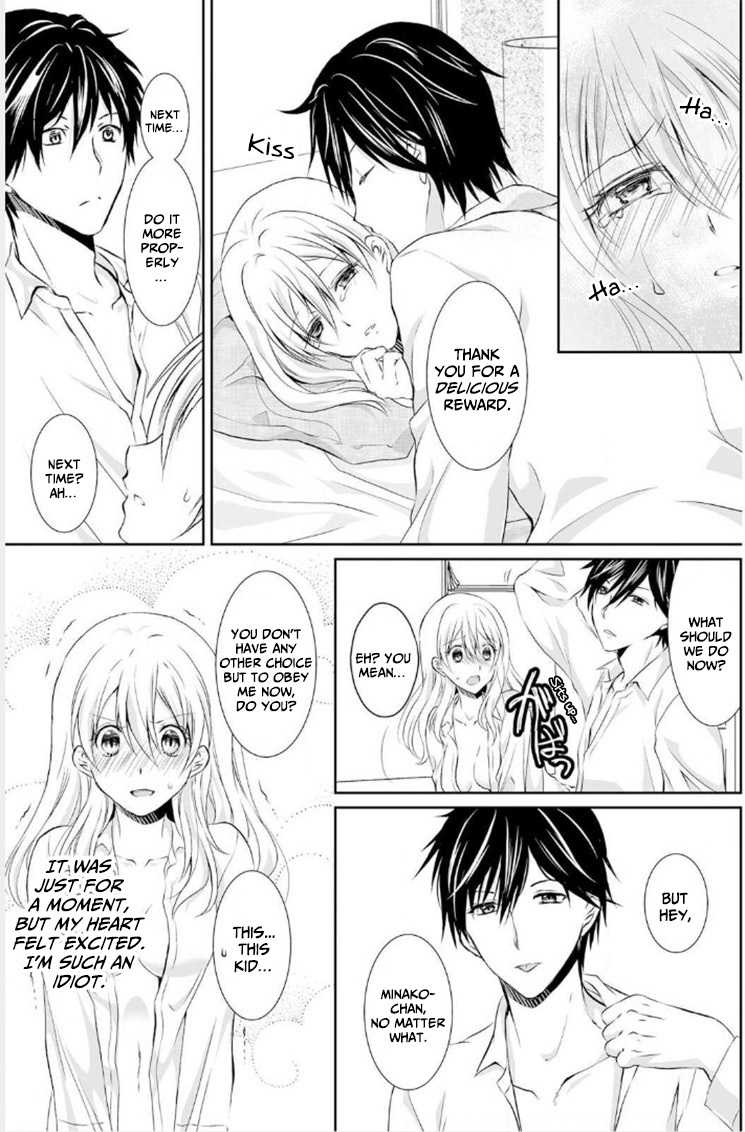 Ha...
Ha...
Kiss
THANK
YOU FOR A
DELICIOUS
REWARD.
NEXT
TIME...
DO IT
MORE
PROP-
ERLY
...
NEXT
TIME?
AH...
WHAT
SHOULD
WE DO
NOW?
Sits up...
がばっ
EH? YOU
MEAN...
BUT
HEY,
MINAKO-
CHAN,
NO MATTER
WHAT.
YOU DON'T
HAVE ANY
OTHER CHOICE
BUT TO OBEY
ME NOW,
DO YOU?
THIS...
THIS
KID...
IT WAS
JUST FOR
A MOMENT,
BUT MY HEART
FELT EXCITED.
I'M SUCH AN
IDIOT.